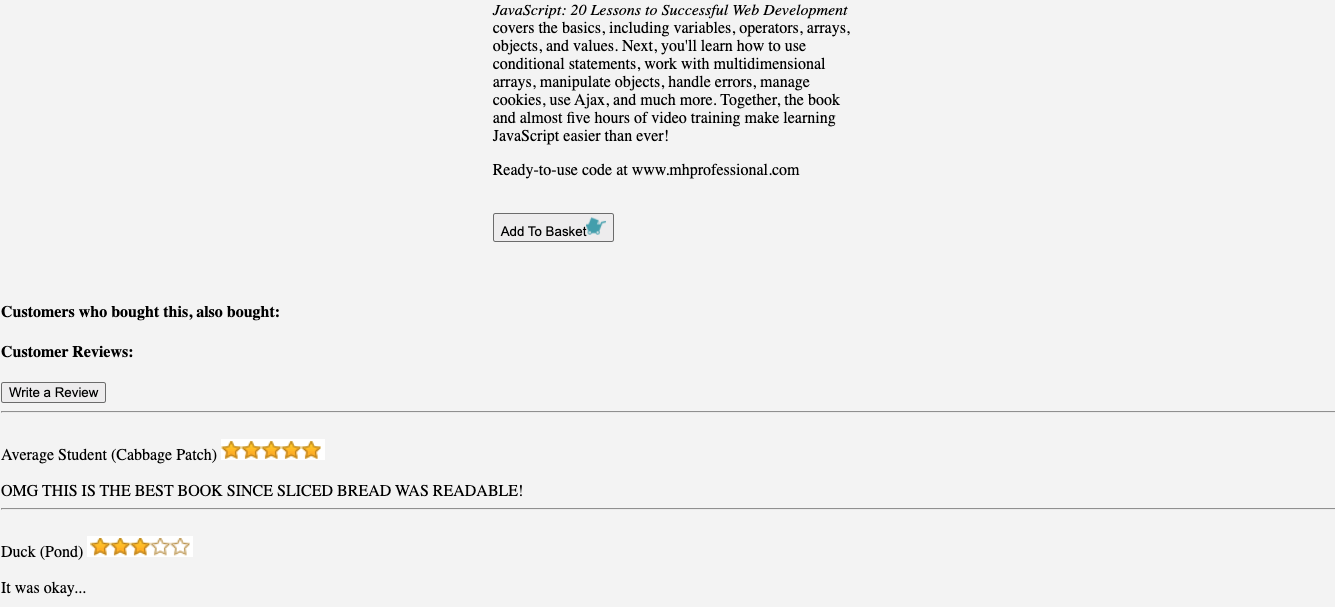 JavaScript: 20 Lessons to Successful Web Development
covers the basics, including variables, operators, arrays,
objects, and values. Next, you'll learn how to use
conditional statements, work with multidimensional
arrays, manipulate objects, handle errors, manage
cookies, use Ajax, and much more. Together, the book
and almost five hours of video training make learning
JavaScript easier than ever!
Ready-to-use code at www.mhprofessional.com
Add To Basket
Customers who bought this, also bought:
Customer Reviews:
Write a Review
Average Student (Cabbage Patch)
OMG THIS IS THE BEST BOOK SINCE SLICED BREAD WAS READABLE!
Duck (Pond)
It was okay...